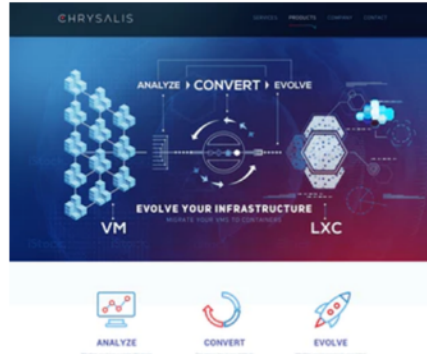 CHRYSALIS
SERVICES PRODUCTS COMPANY CONTACT
ANALYZE CONVERT EVOLVE
EVOLVE YOUR INFRASTRUCTURE
MIGRATE YOUR VMS TO CONTAINERS
VM
LXC
ANALYZE CONVERT EVOLVE